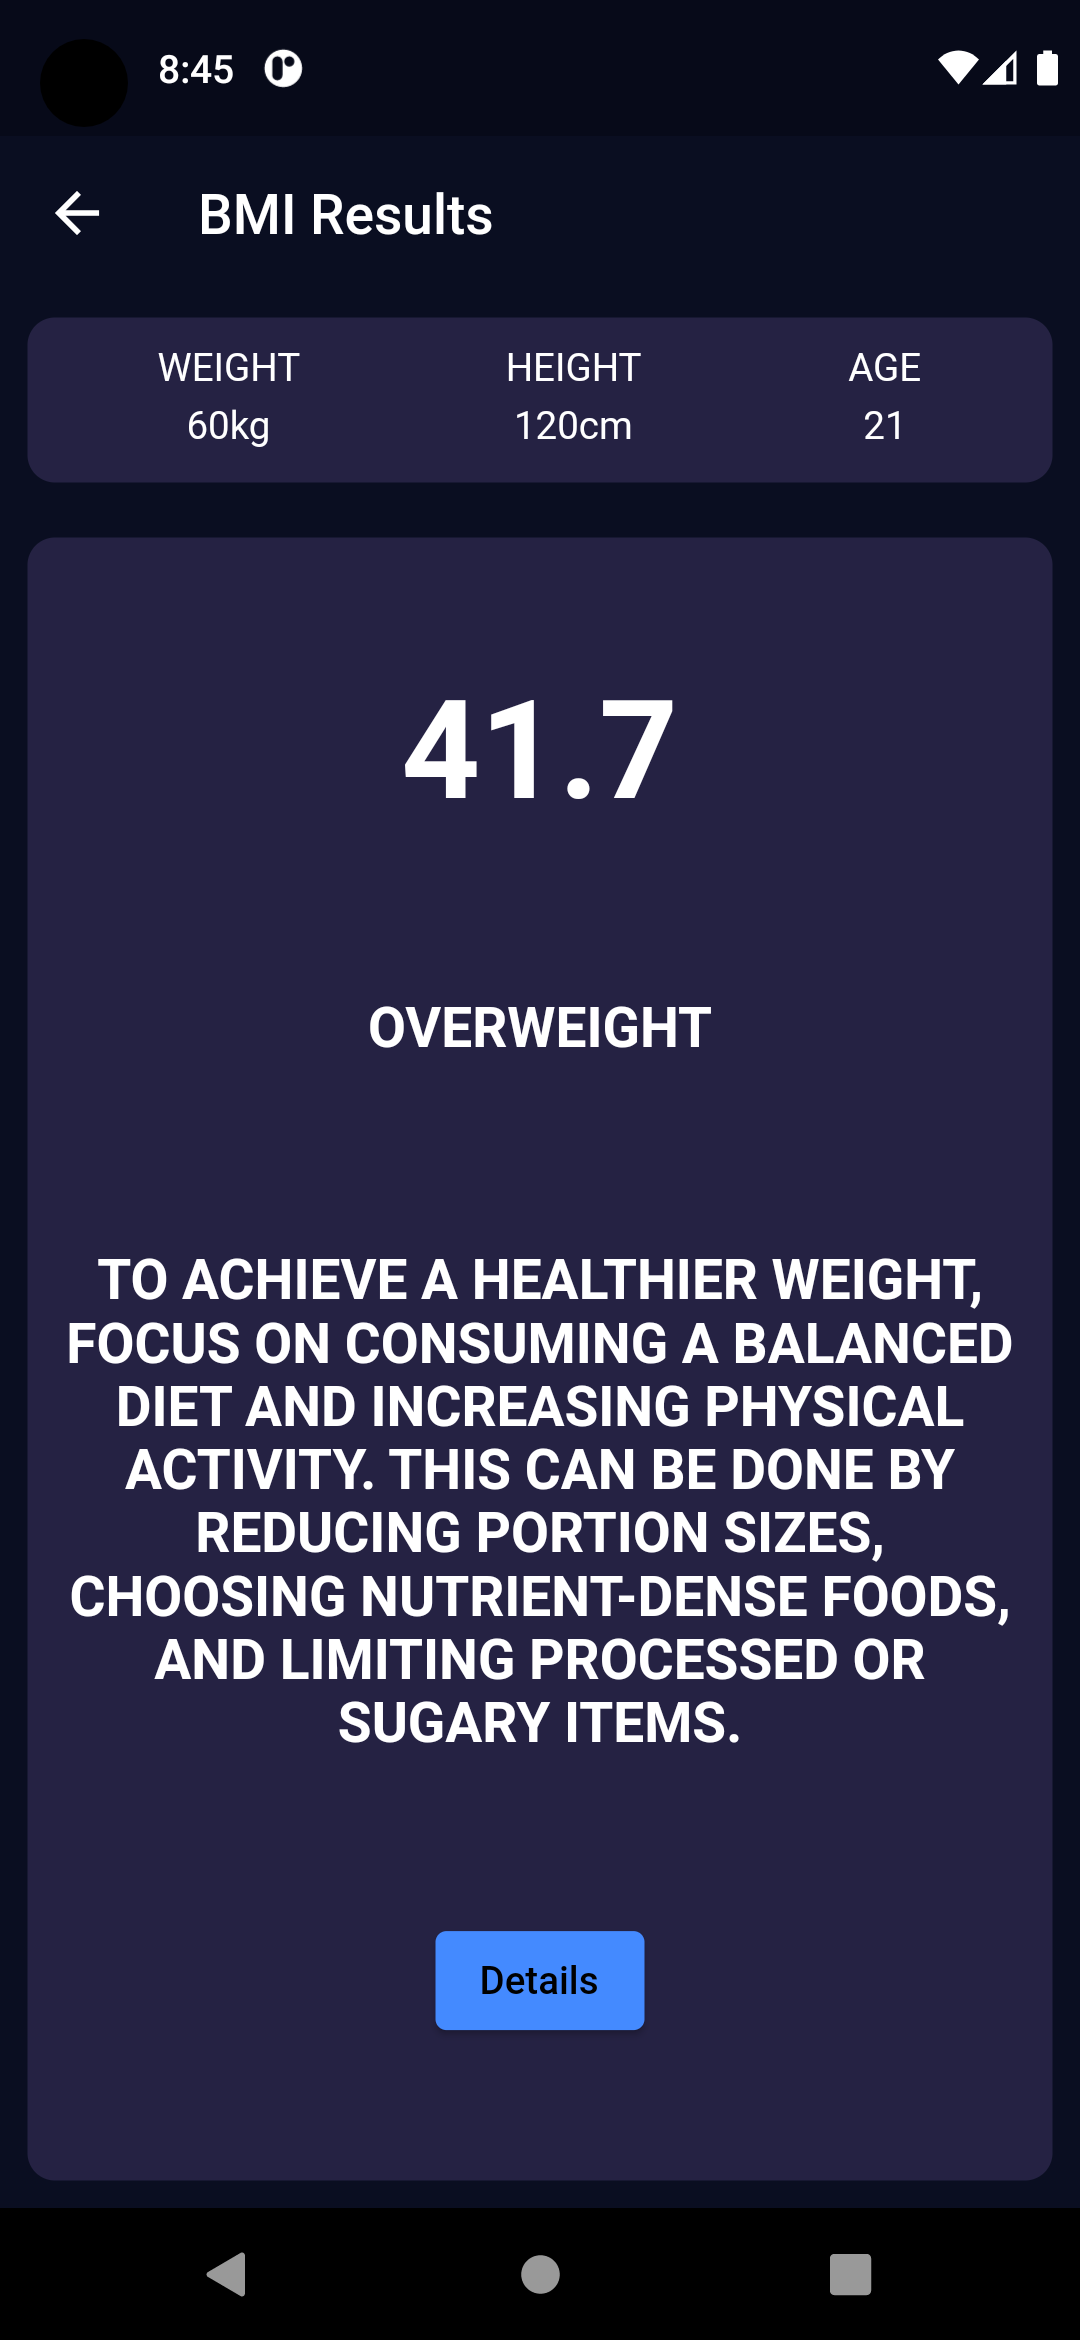 8:45
BMI Results
WEIGHT HEIGHT AGE
60kg 120cm 21
41.7
OVERWEIGHT
TO ACHIEVE A HEALTHIER WEIGHT,
FOCUS ON CONSUMING A BALANCED
DIET AND INCREASING PHYSICAL
ACTIVITY. THIS CAN BE DONE BY
REDUCING PORTION SIZES,
CHOOSING NUTRIENT-DENSE FOODS,
AND LIMITING PROCESSED OR
SUGARY ITEMS.
Details